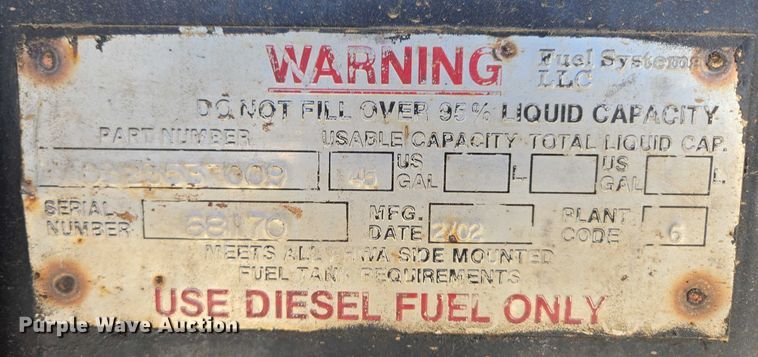 WARNING
Fuel Systems
LLC
DO NOT FILL OVER 95% LIQUID CAPACITY
PART NUMBER USABLE CAPACITY TOTAL LIQUID CAP.
US GAL L US GAL L
SERIAL NUMBER MFG. DATE 2/02 PLANT CODE 6
MEETS ALL FHWA SIDE MOUNTED
FUEL TANK REQUIREMENTS
USE DIESEL FUEL ONLY
Purple Wave Auction